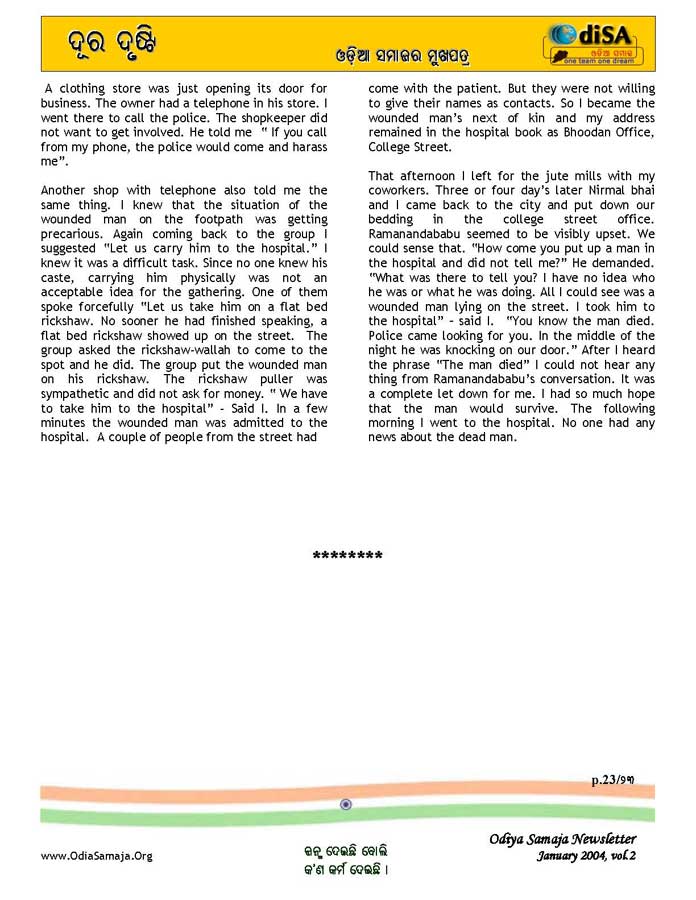 ଦୂର ଦୃଷ୍ଟି
ଓଡ଼ିଆ ସମାଜର ମୁଖପତ୍ର
OdiSA
ଓଡ଼ିଆ ସମାଜ
one team one dream
A clothing store was just opening its door for
business. The owner had a telephone in his store. I
went there to call the police. The shopkeeper did
not want to get involved. He told me “ If you call
from my phone, the police would come and harass
me”.
Another shop with telephone also told me the
same thing. I knew that the situation of the
wounded man on the footpath was getting
precarious. Again coming back to the group I
suggested “Let us carry him to the hospital.” I
knew it was a difficult task. Since no one knew his
caste, carrying him physically was not an
acceptable idea for the gathering. One of them
spoke forcefully “Let us take him on a flat bed
rickshaw. No sooner he had finished speaking, a
flat bed rickshaw showed up on the street. The
group asked the rickshaw-wallah to come to the
spot and he did. The group put the wounded man
on his rickshaw. The rickshaw puller was
sympathetic and did not ask for money. “ We have
to take him to the hospital” - Said I. In a few
minutes the wounded man was admitted to the
hospital. A couple of people from the street had
come with the patient. But they were not willing
to give their names as contacts. So I became the
wounded man’s next of kin and my address
remained in the hospital book as Bhoodan Office,
College Street.
That afternoon I left for the jute mills with my
coworkers. Three or four day’s later Nirmal bhai
and I came back to the city and put down our
bedding in the college street office.
Ramanandababu seemed to be visibly upset. We
could sense that. “How come you put up a man in
the hospital and did not tell me?” He demanded.
“What was there to tell you? I have no idea who
he was or what he was doing. All I could see was a
wounded man lying on the street. I took him to
the hospital” – said I. “You know the man died.
Police came looking for you. In the middle of the
night he was knocking on our door.” After I heard
the phrase “The man died” I could not hear any
thing from Ramanandababu’s conversation. It was
a complete let down for me. I had so much hope
that the man would survive. The following
morning I went to the hospital. No one had any
news about the dead man.
********
p.23/୨୩
Odiya Samaja Newsletter
January 2004, vol.2
www.OdiaSamaja.Org
ଜନ୍ମ ଦେଇଛି ବୋଲି
କ'ଣ କର୍ମ ଦେଇଛି ।